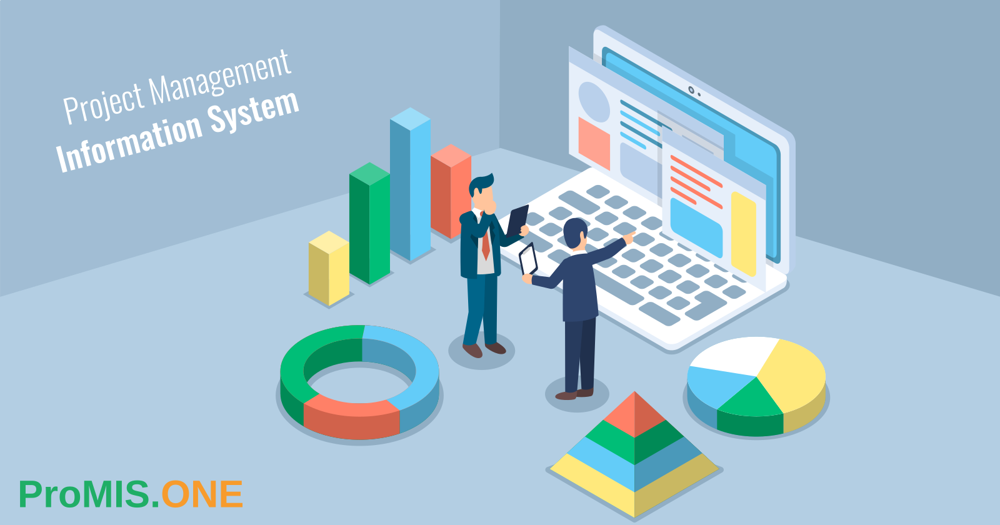 Project Management
Information System
ProMIS.ONE